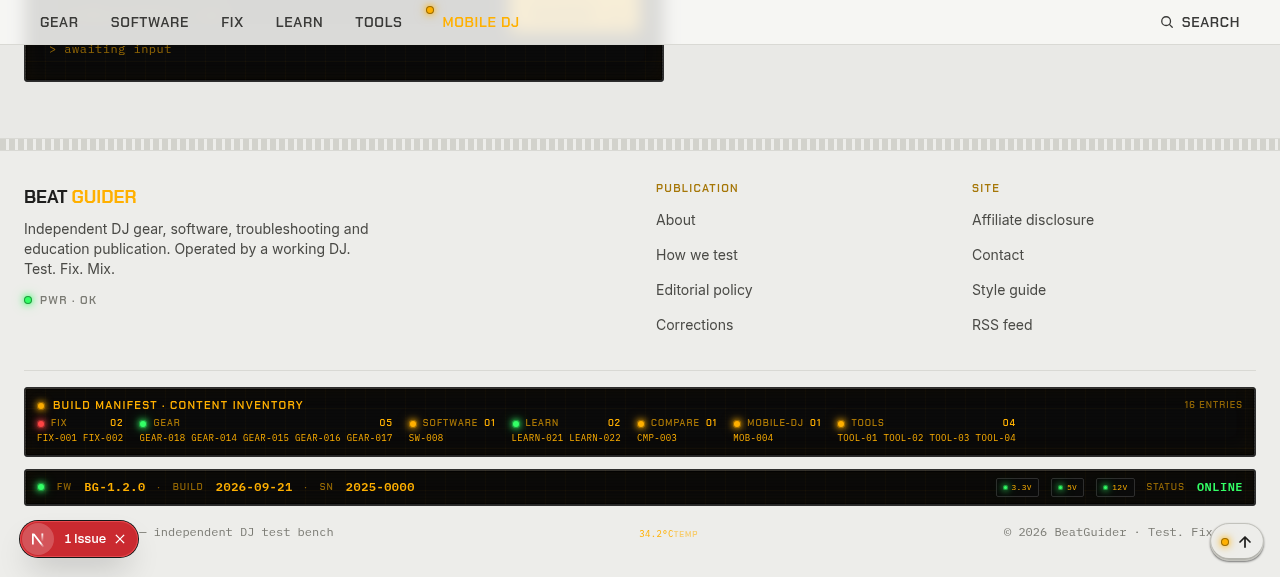 GEAR SOFTWARE FIX LEARN TOOLS MOBILE DJ SEARCH
> awaiting input
BEAT GUIDER
Independent DJ gear, software, troubleshooting and
education publication. Operated by a working DJ.
Test. Fix. Mix.
PWR · OK
PUBLICATION
About
How we test
Editorial policy
Corrections
SITE
Affiliate disclosure
Contact
Style guide
RSS feed
BUILD MANIFEST · CONTENT INVENTORY 16 ENTRIES
FIX 02 GEAR 05 SOFTWARE 01 LEARN 02 COMPARE 01 MOBILE-DJ 01 TOOLS 04
FIX-001 FIX-002 GEAR-018 GEAR-014 GEAR-015 GEAR-016 GEAR-017 SW-008 LEARN-021 LEARN-022 CMP-003 MOB-004 TOOL-01 TOOL-02 TOOL-03 TOOL-04
FW BG-1.2.0 · BUILD 2026-09-21 · SN 2025-0000 3.3V 5V 12V STATUS ONLINE
N 1 Issue — independent DJ test bench 34.2°C TEMP © 2026 BeatGuider · Test. Fix